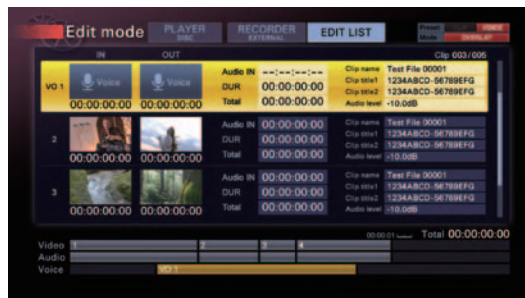 Edit mode PLAYER DISC RECORDER EXTERNAL EDIT LIST Preset VOICE
Mode OVERLAP
IN OUT Clip 003/005
VO 1 Voice Voice Audio IN --:--:--:-- Clip name Test File 00001
DUR 00:00:00:00 Clip title1 1234ABCD-56789EFG
Clip title2 1234ABCD-56789EFG
00:00:00:00 00:00:00:00 Total 00:00:00:00 Audio level -10.0dB
2 Audio IN 00:00:00:00 Clip name Test File 00001
DUR 00:00:00:00 Clip title1 1234ABCD-56789EFG
Clip title2 1234ABCD-56789EFG
00:00:00:00 00:00:00:00 Total 00:00:00:00 Audio level -10.0dB
3 Audio IN 00:00:00:00 Clip name Test File 00001
DUR 00:00:00:00 Clip title1 1234ABCD-56789EFG
Clip title2 1234ABCD-56789EFG
00:00:00:00 00:00:00:00 Total 00:00:00:00 Audio level -10.0dB
00:00:01 Total 00:00:00:00
Video 1 2 3 4
Audio
Voice VO 1